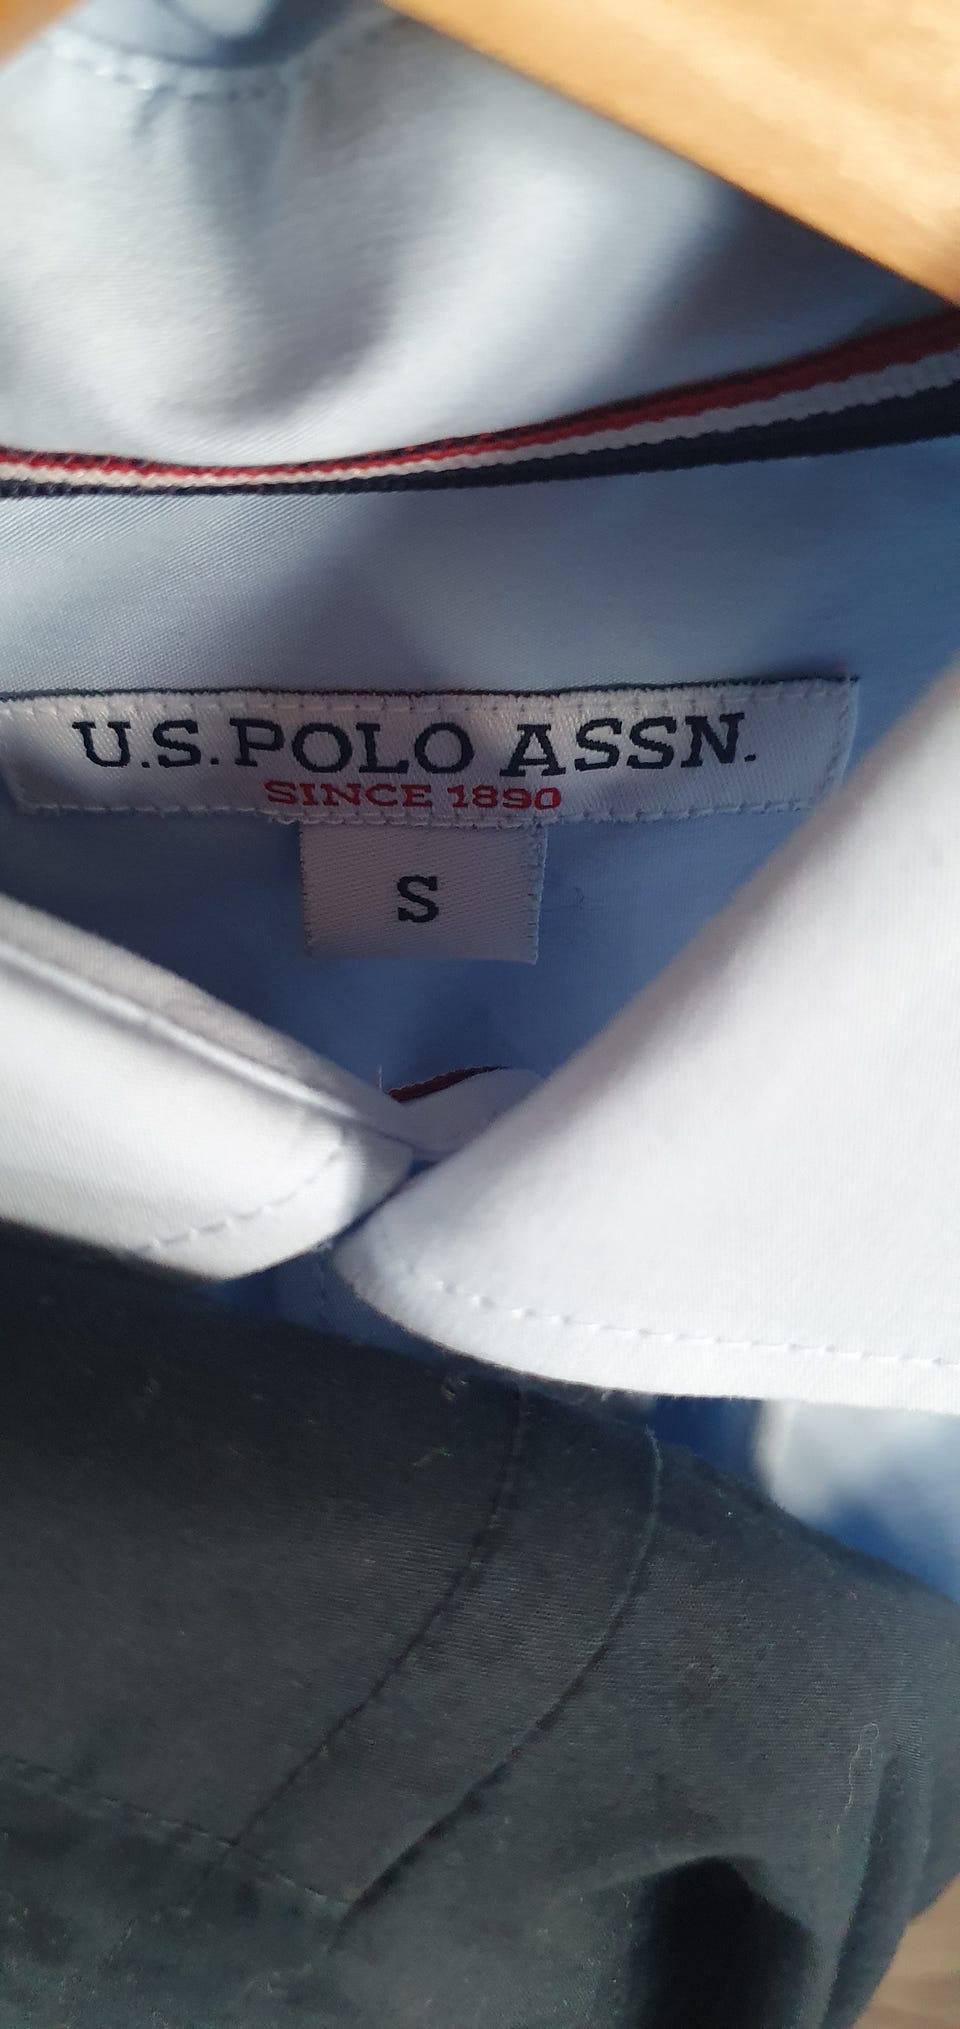 U.S. POLO ASSN.
SINCE 1890
S